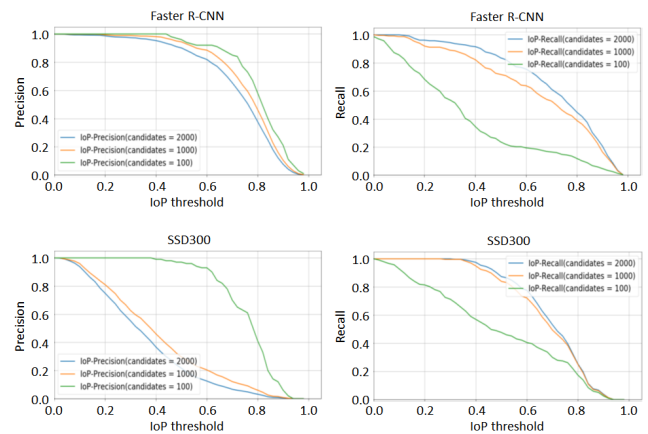 Faster R-CNN
Precision
1.0
0.8
0.6
0.4
0.2
0.0
IoP-Precision(candidates = 2000)
IoP-Precision(candidates = 1000)
IoP-Precision(candidates = 100)
0.0 0.2 0.4 0.6 0.8 1.0
IoP threshold
Faster R-CNN
Recall
1.0
0.8
0.6
0.4
0.2
0.0
IoP-Recall(candidates = 2000)
IoP-Recall(candidates = 1000)
IoP-Recall(candidates = 100)
0.0 0.2 0.4 0.6 0.8 1.0
IoP threshold
SSD300
Precision
1.0
0.8
0.6
0.4
0.2
0.0
IoP-Precision(candidates = 2000)
IoP-Precision(candidates = 1000)
IoP-Precision(candidates = 100)
0.0 0.2 0.4 0.6 0.8 1.0
IoP threshold
SSD300
Recall
1.0
0.8
0.6
0.4
0.2
0.0
IoP-Recall(candidates = 2000)
IoP-Recall(candidates = 1000)
IoP-Recall(candidates = 100)
0.0 0.2 0.4 0.6 0.8 1.0
IoP threshold